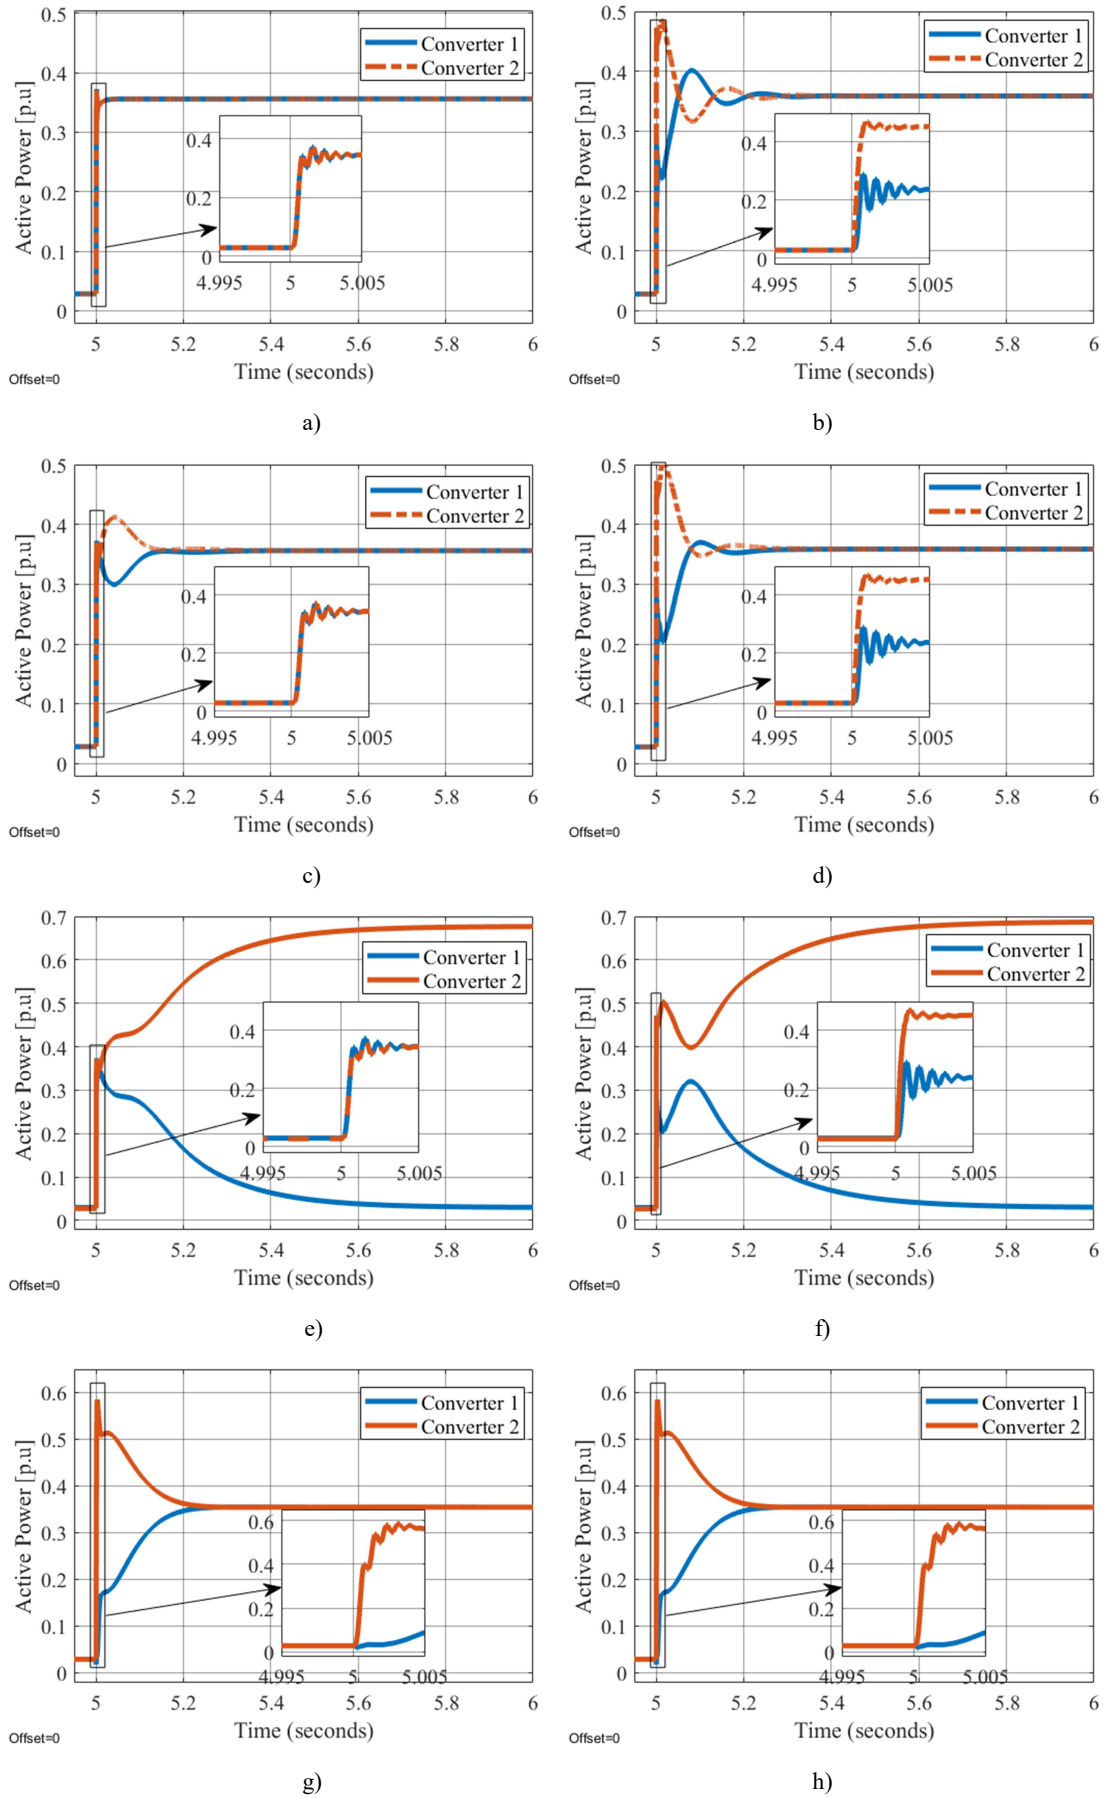 0.5
0.4
0.3
0.2
0.1
0
Active Power [p.u]
Converter 1
Converter 2
0.4
0.2
0
4.995 5 5.005
5 5.2 5.4 5.6 5.8 6
Time (seconds)
Offset=0
a)
0.5
0.4
0.3
0.2
0.1
0
Active Power [p.u]
Converter 1
Converter 2
0.4
0.2
0
4.995 5 5.005
5 5.2 5.4 5.6 5.8 6
Time (seconds)
Offset=0
b)
0.5
0.4
0.3
0.2
0.1
0
Active Power [p.u]
Converter 1
Converter 2
0.4
0.2
0
4.995 5 5.005
5 5.2 5.4 5.6 5.8 6
Time (seconds)
Offset=0
c)
0.5
0.4
0.3
0.2
0.1
0
Active Power [p.u]
Converter 1
Converter 2
0.4
0.2
0
4.995 5 5.005
5 5.2 5.4 5.6 5.8 6
Time (seconds)
Offset=0
d)
0.7
0.6
0.5
0.4
0.3
0.2
0.1
0
Active Power [p.u]
Converter 1
Converter 2
0.4
0.2
0
4.995 5 5.005
5 5.2 5.4 5.6 5.8 6
Time (seconds)
Offset=0
e)
0.7
0.6
0.5
0.4
0.3
0.2
0.1
0
Active Power [p.u]
Converter 1
Converter 2
0.4
0.2
0
4.995 5 5.005
5 5.2 5.4 5.6 5.8 6
Time (seconds)
Offset=0
f)
0.6
0.5
0.4
0.3
0.2
0.1
0
Active Power [p.u]
Converter 1
Converter 2
0.6
0.4
0.2
0
4.995 5 5.005
5 5.2 5.4 5.6 5.8 6
Time (seconds)
Offset=0
g)
0.6
0.5
0.4
0.3
0.2
0.1
0
Active Power [p.u]
Converter 1
Converter 2
0.6
0.4
0.2
0
4.995 5 5.005
5 5.2 5.4 5.6 5.8 6
Time (seconds)
Offset=0
h)